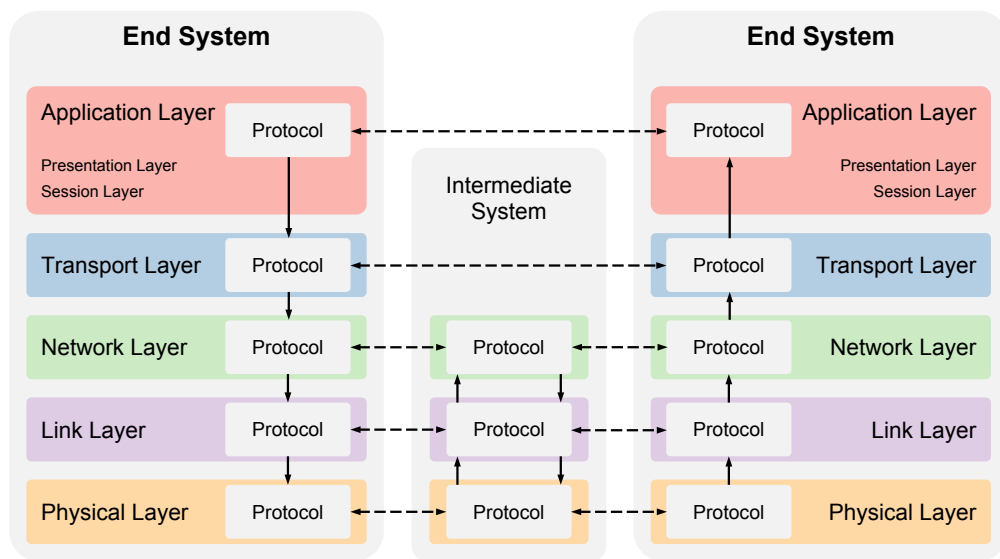 End System
End System
Application Layer
Protocol
Protocol
Application Layer
Presentation Layer
Session Layer
Presentation Layer
Session Layer
Intermediate
System
Transport Layer
Protocol
Protocol
Transport Layer
Network Layer
Protocol
Protocol
Protocol
Network Layer
Link Layer
Protocol
Protocol
Protocol
Link Layer
Physical Layer
Protocol
Protocol
Protocol
Physical Layer